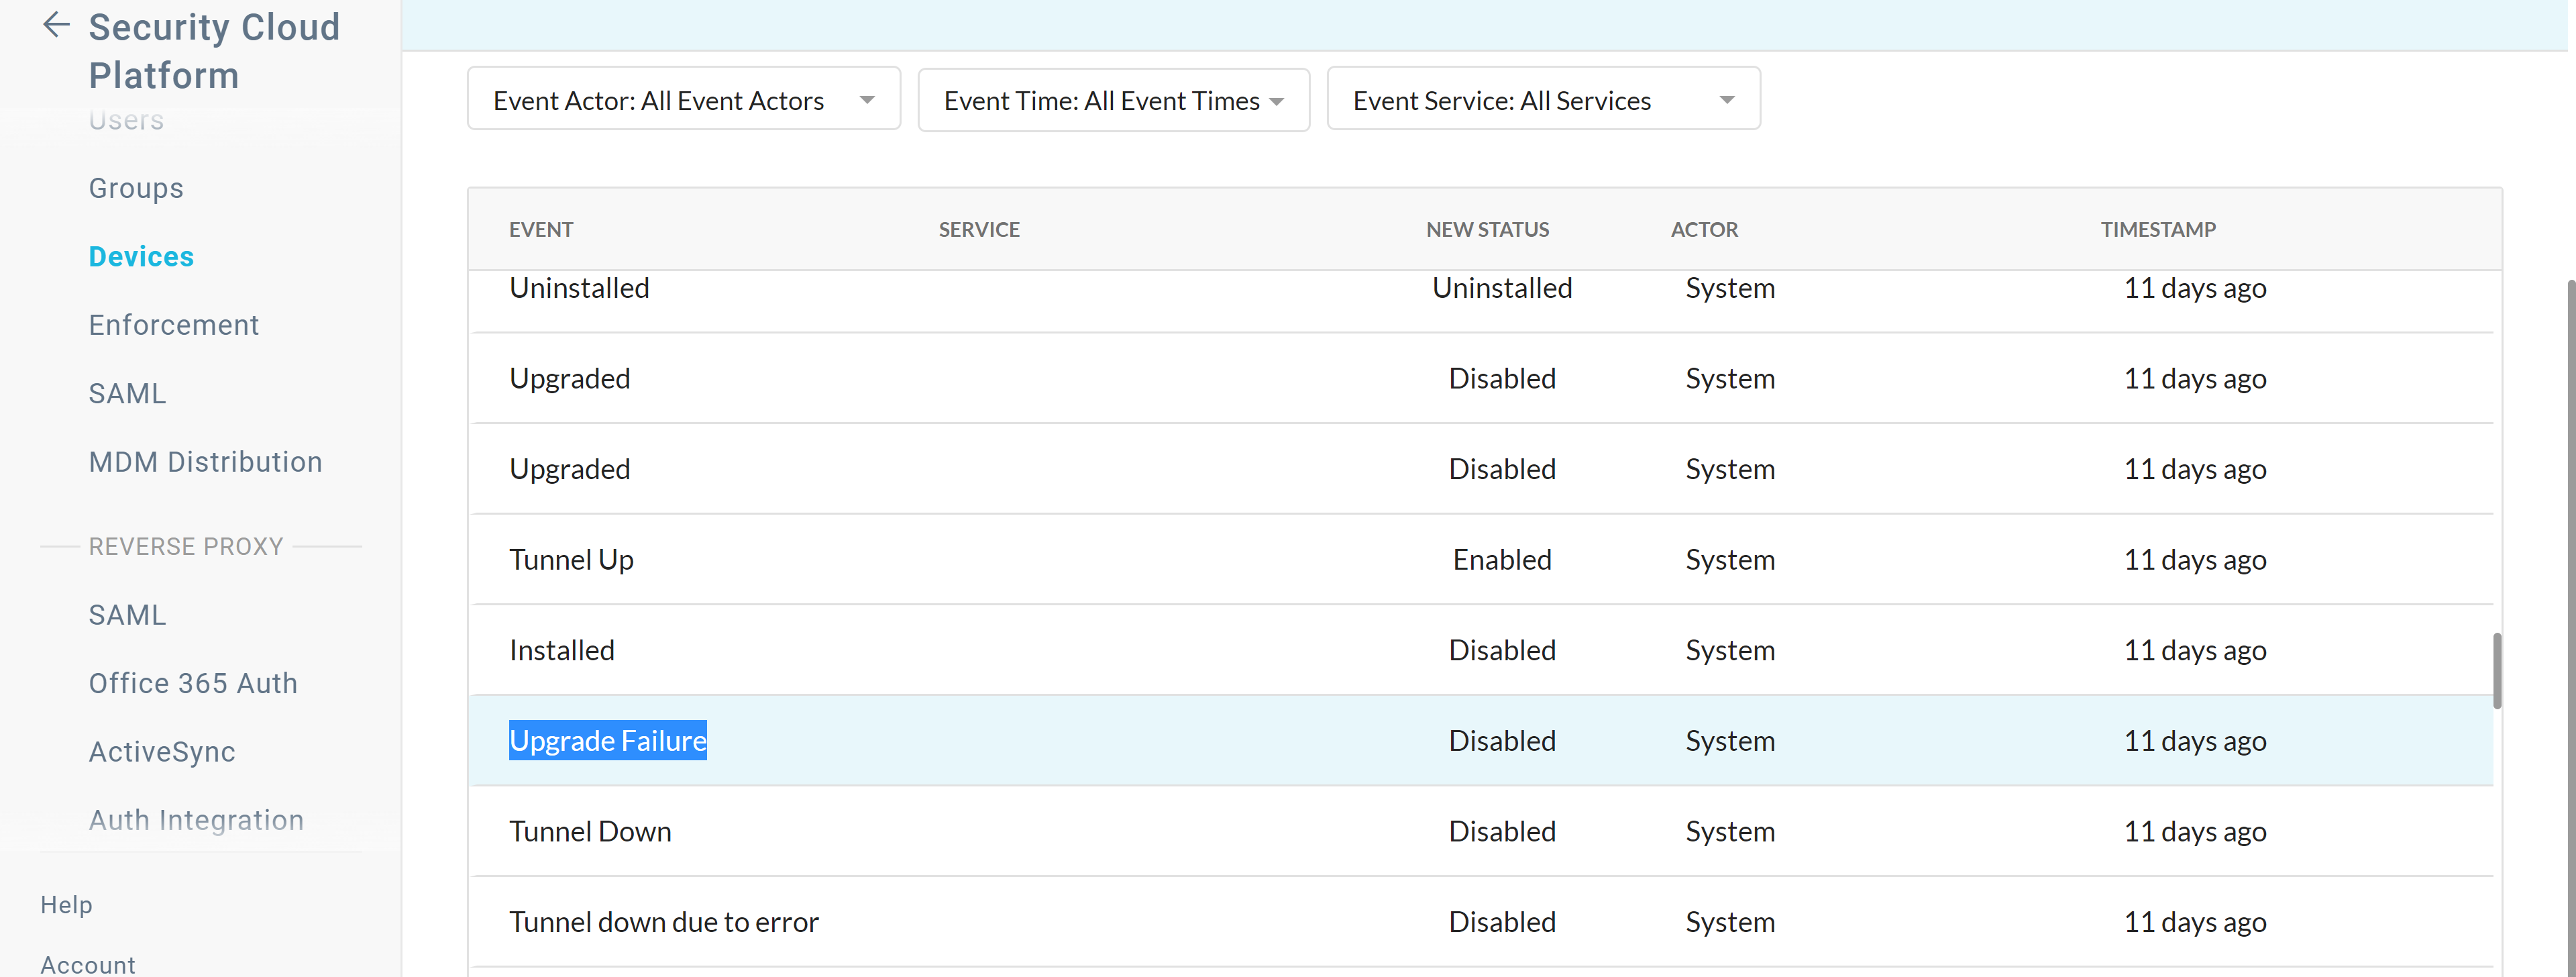 Security Cloud
Platform
Users
Groups
Devices
Enforcement
SAML
MDM Distribution
REVERSE PROXY
SAML
Office 365 Auth
ActiveSync
Auth Integration
Help
Account
Event Actor: All Event Actors
Event Time: All Event Times
Event Service: All Services
EVENT SERVICE NEW STATUS ACTOR TIMESTAMP
Uninstalled Uninstalled System 11 days ago
Upgraded Disabled System 11 days ago
Upgraded Disabled System 11 days ago
Tunnel Up Enabled System 11 days ago
Installed Disabled System 11 days ago
Upgrade Failure Disabled System 11 days ago
Tunnel Down Disabled System 11 days ago
Tunnel down due to error Disabled System 11 days ago